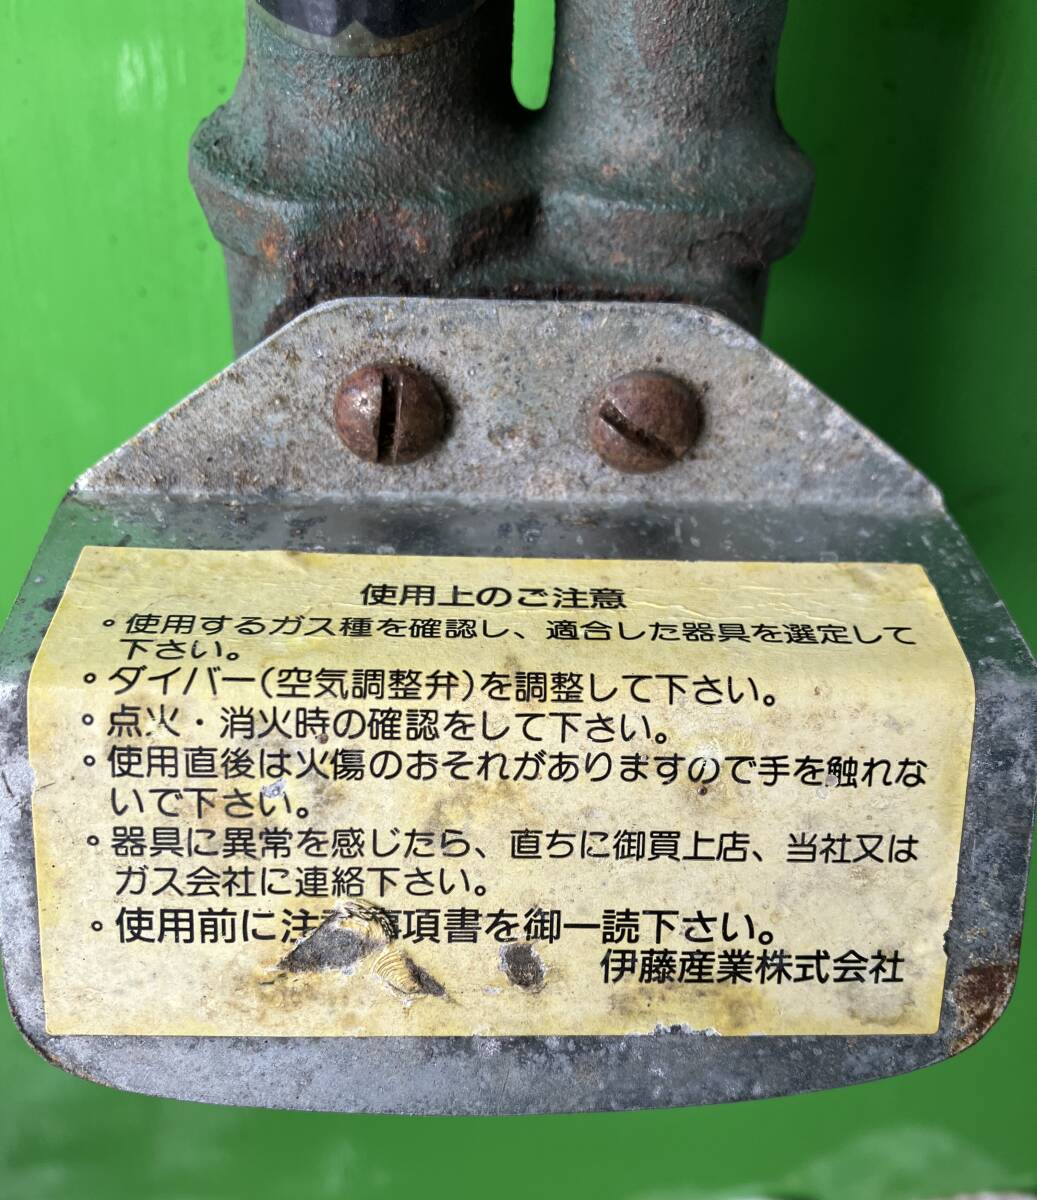 使用上のご注意
◦使用するガス種を確認し、適合した器具を選定して
下さい。
◦ダイバー(空気調整弁)を調整して下さい。
◦点火・消火時の確認をして下さい。
◦使用直後は火傷のおそれがありますので手を触れな
いで下さい。
◦器具に異常を感じたら、直ちに御買上店、当社又は
ガス会社に連絡下さい。
◦使用前に注意事項書を御一読下さい。
伊藤産業株式会社